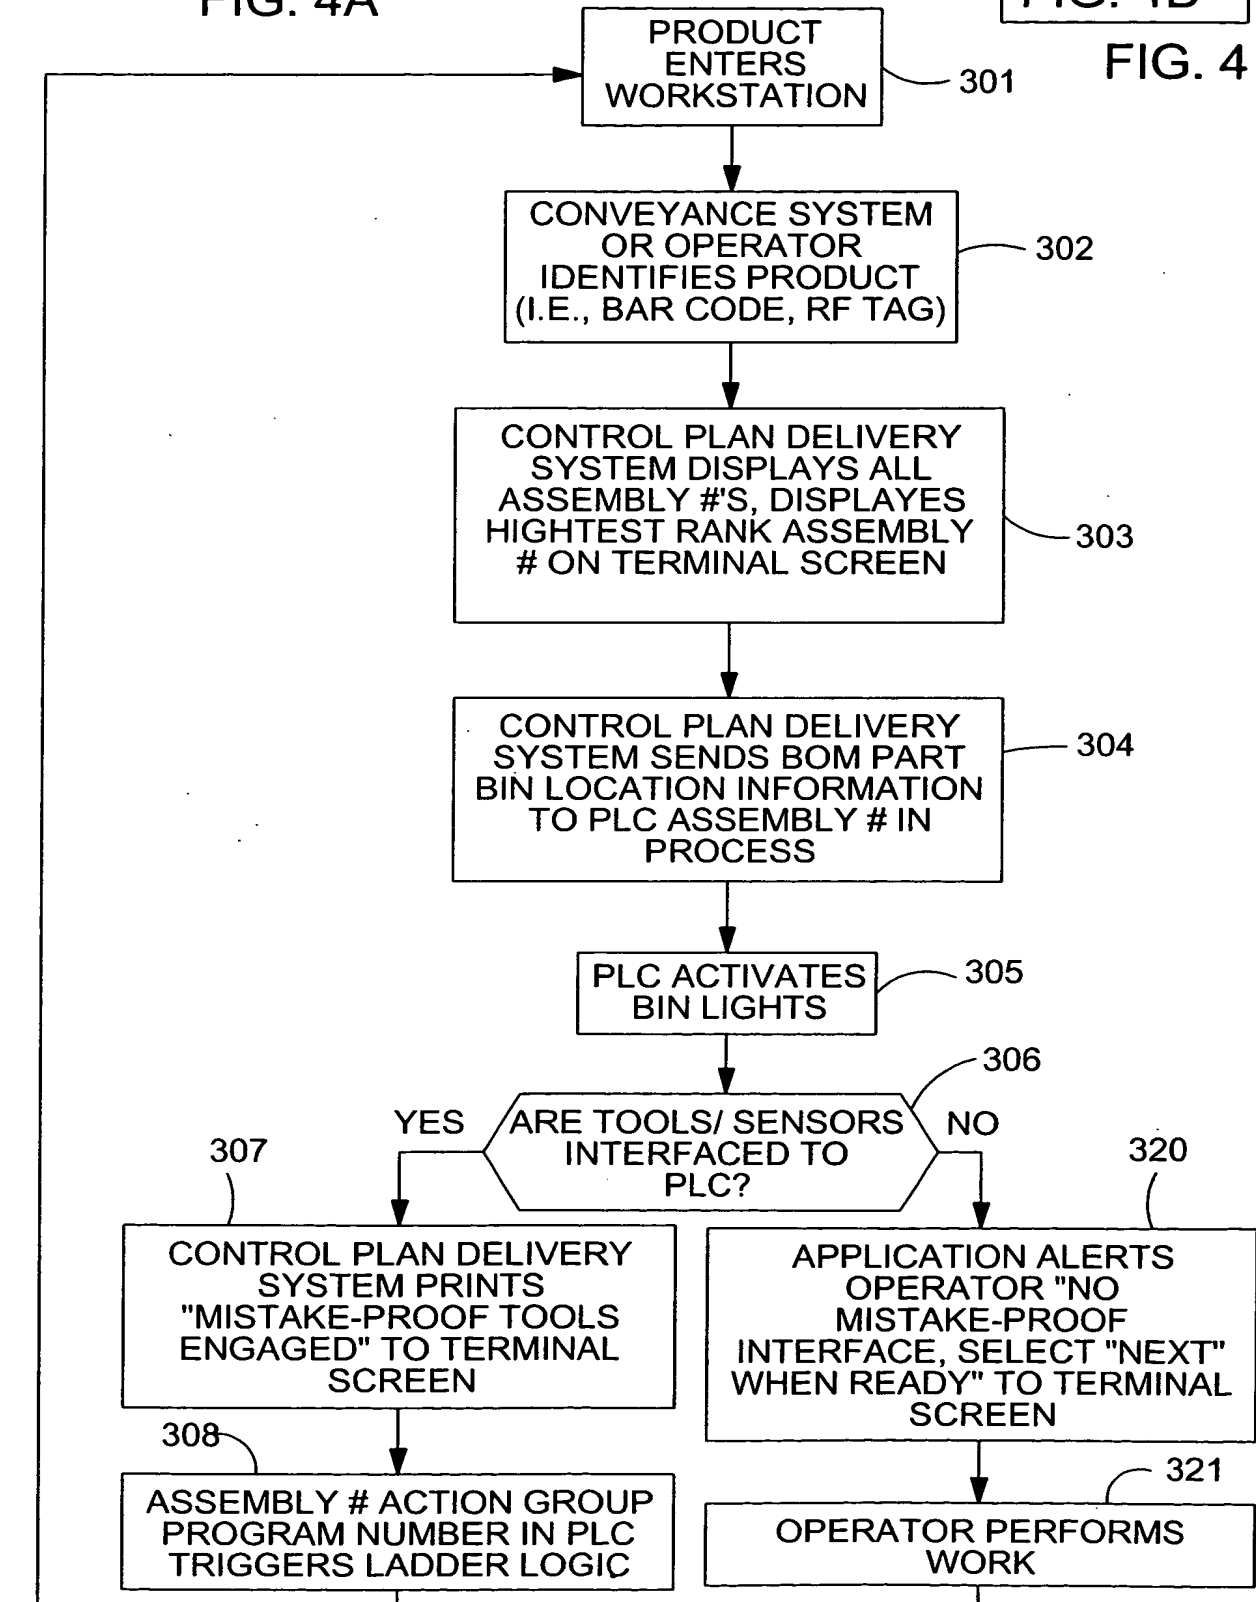 FIG. 4A
FIG. 4B
FIG. 4
PRODUCT
ENTERS
WORKSTATION
301
CONVEYANCE SYSTEM
OR OPERATOR
IDENTIFIES PRODUCT
(I.E., BAR CODE, RF TAG)
302
CONTROL PLAN DELIVERY
SYSTEM DISPLAYS ALL
ASSEMBLY #'S, DISPLAYES
HIGHTEST RANK ASSEMBLY
# ON TERMINAL SCREEN
303
CONTROL PLAN DELIVERY
SYSTEM SENDS BOM PART
BIN LOCATION INFORMATION
TO PLC ASSEMBLY # IN
PROCESS
304
PLC ACTIVATES
BIN LIGHTS
305
306
YES
ARE TOOLS/ SENSORS
INTERFACED TO
PLC?
NO
307
CONTROL PLAN DELIVERY
SYSTEM PRINTS
"MISTAKE-PROOF TOOLS
ENGAGED" TO TERMINAL
SCREEN
320
APPLICATION ALERTS
OPERATOR "NO
MISTAKE-PROOF
INTERFACE, SELECT "NEXT"
WHEN READY" TO TERMINAL
SCREEN
308
ASSEMBLY # ACTION GROUP
PROGRAM NUMBER IN PLC
TRIGGERS LADDER LOGIC
321
OPERATOR PERFORMS
WORK